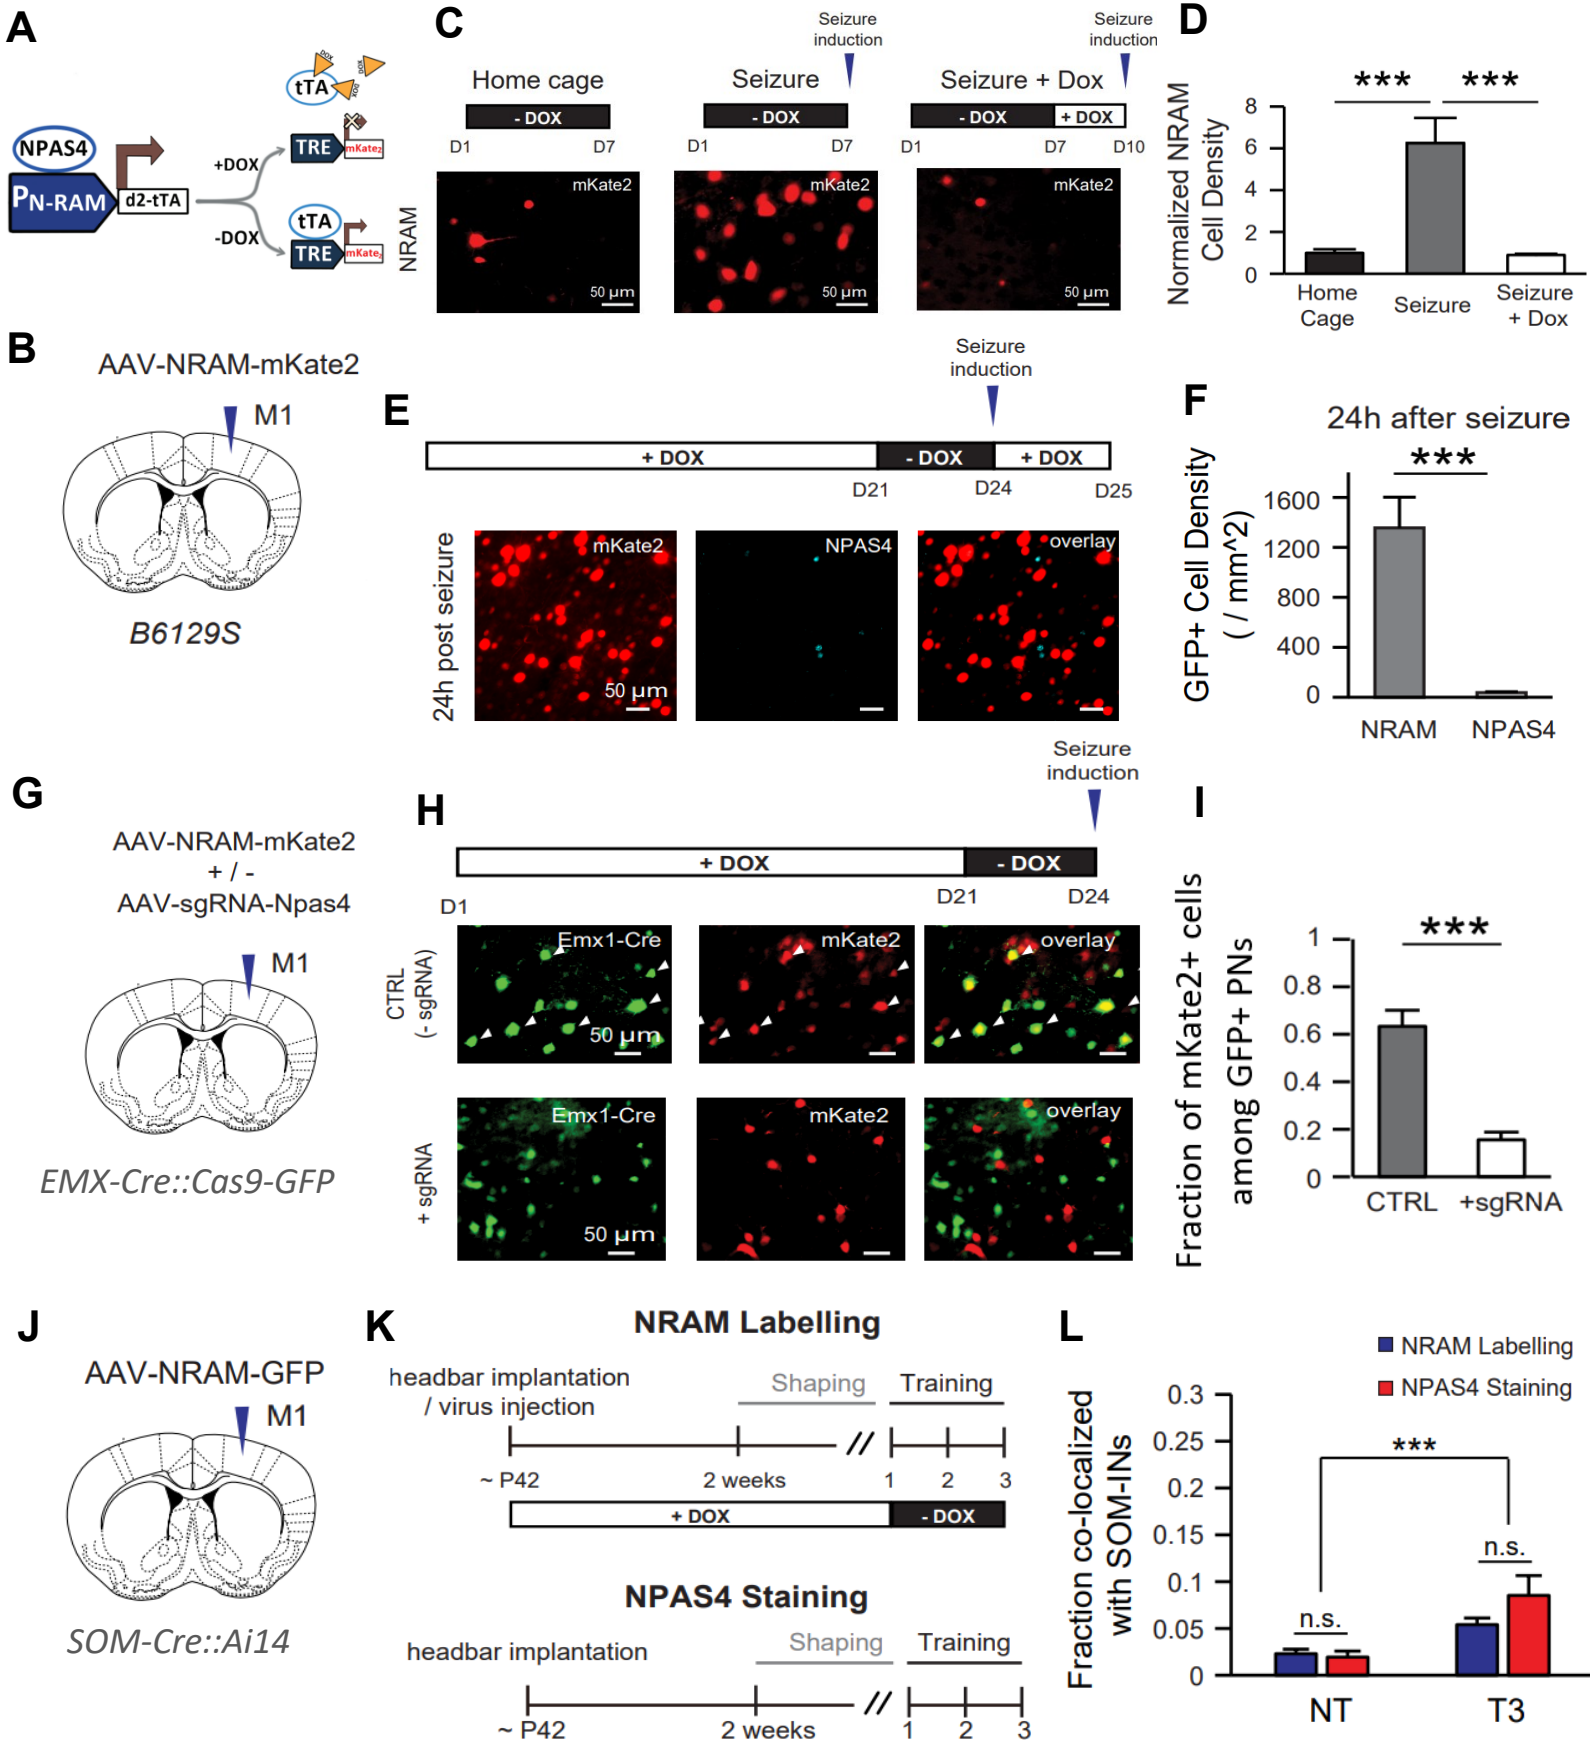 A
DOX
DOX
DOX
tTA
NPAS4
PN-RAM
d2-tTA
+DOX
-DOX
TRE
mKate2
tTA
TRE
mKate2
C
Seizure
induction
Seizure
induction
Home cage
Seizure
Seizure + Dox
- DOX
- DOX
- DOX
+ DOX
D1
D7
D1
D7
D1
D7
D10
NRAM
mKate2
50 µm
mKate2
50 µm
mKate2
50 µm
D
Normalized NRAM
Cell Density
***
***
8
6
4
2
0
Home
Cage
Seizure
Seizure
+ Dox
B
AAV-NRAM-mKate2
M1
B6129S
E
Seizure
induction
+ DOX
- DOX
+ DOX
D21
D24
D25
24h post seizure
mKate2
50 µm
NPAS4
overlay
F
24h after seizure
***
GFP+ Cell Density
( / mm^2)
1600
1200
800
400
0
NRAM
NPAS4
G
AAV-NRAM-mKate2
+ / -
AAV-sgRNA-Npas4
M1
EMX-Cre::Cas9-GFP
H
Seizure
induction
+ DOX
- DOX
D1
D21
D24
CTRL
(- sgRNA)
Emx1-Cre
50 µm
mKate2
overlay
+ sgRNA
Emx1-Cre
50 µm
mKate2
overlay
I
Fraction of mKate2+ cells
among GFP+ PNs
***
1
0.8
0.6
0.4
0.2
0
CTRL
+sgRNA
J
AAV-NRAM-GFP
M1
SOM-Cre::Ai14
K
NRAM Labelling
headbar implantation
/ virus injection
Shaping
Training
//
~ P42
2 weeks
1
2
3
+ DOX
- DOX
NPAS4 Staining
headbar implantation
Shaping
Training
//
~ P42
2 weeks
1
2
3
L
NRAM Labelling
NPAS4 Staining
Fraction co-localized
with SOM-INs
0.3
0.25
0.2
0.15
0.1
0.05
0
***
n.s.
n.s.
NT
T3